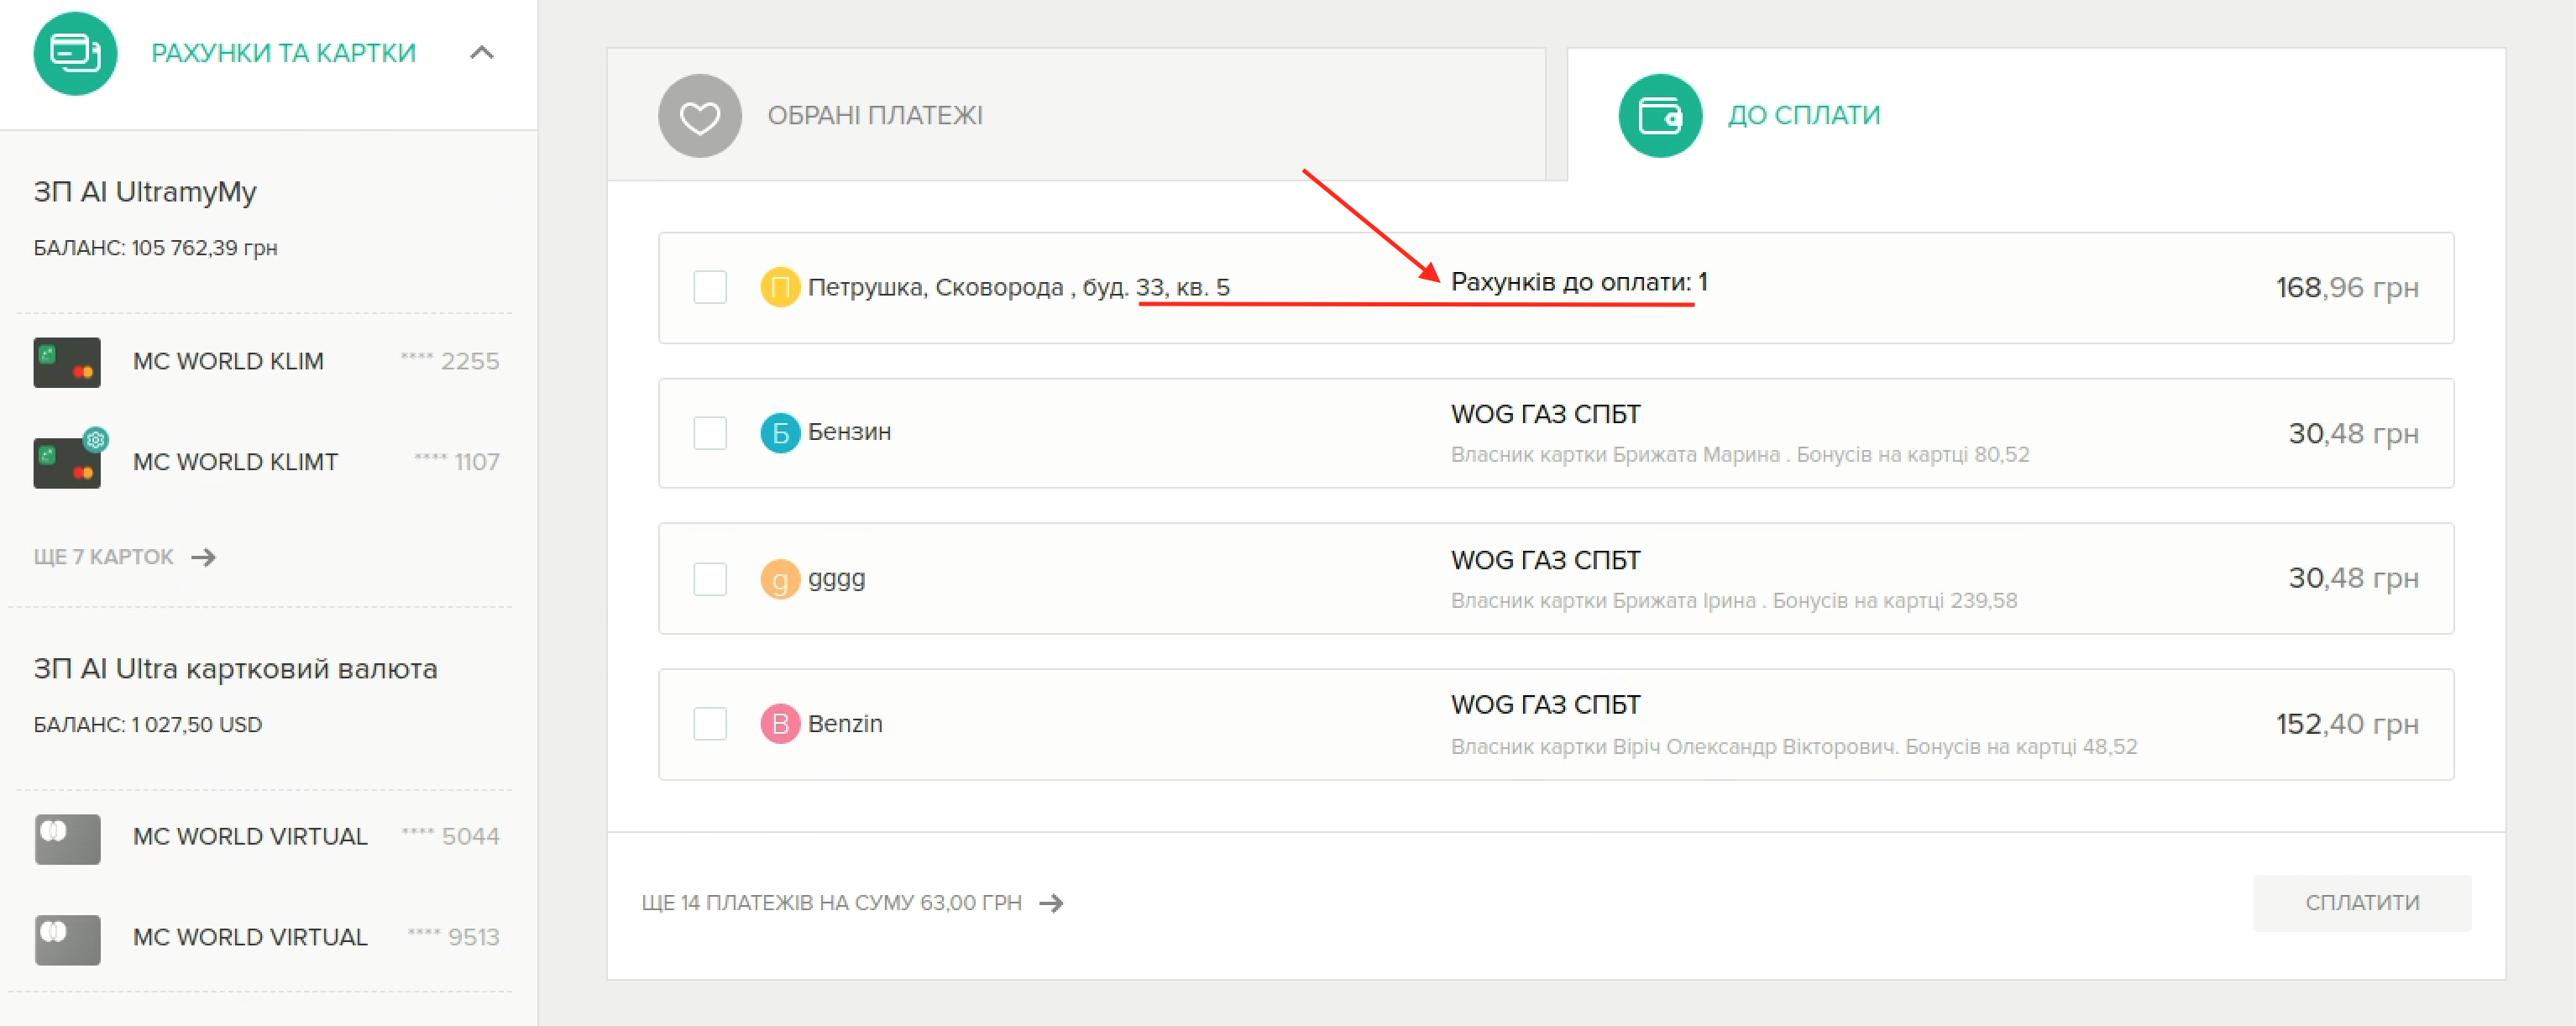 РАХУНКИ ТА КАРТКИ
ЗП AI UltramyMy
БАЛАНС: 105 762,39 грн
MC WORLD KLIM **** 2255
MC WORLD KLIMT **** 1107
ЩЕ 7 КАРТОК
ЗП AI Ultra картковий валюта
БАЛАНС: 1 027,50 USD
MC WORLD VIRTUAL **** 5044
MC WORLD VIRTUAL **** 9513
ОБРАНІ ПЛАТЕЖІ
ДО СПЛАТИ
П Петрушка, Сковорода , буд. 33, кв. 5
Рахунків до оплати: 1
168,96 грн
Б Бензин
WOG ГАЗ СПБТ
Власник картки Брижата Марина . Бонусів на картці 80,52
30,48 грн
g gggg
WOG ГАЗ СПБТ
Власник картки Брижата Ірина . Бонусів на картці 239,58
30,48 грн
B Benzin
WOG ГАЗ СПБТ
Власник картки Віріч Олександр Вікторович. Бонусів на картці 48,52
152,40 грн
ЩЕ 14 ПЛАТЕЖІВ НА СУМУ 63,00 ГРН
СПЛАТИТИ